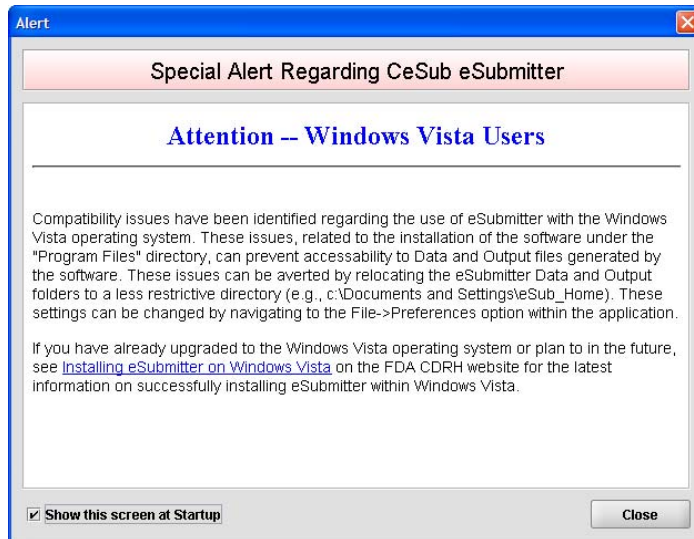 Alert
Special Alert Regarding CeSub eSubmitter
Attention -- Windows Vista Users
Compatibility issues have been identified regarding the use of eSubmitter with the Windows
Vista operating system. These issues, related to the installation of the software under the
"Program Files" directory, can prevent accessability to Data and Output files generated by
the software. These issues can be averted by relocating the eSubmitter Data and Output
folders to a less restrictive directory (e.g., c:\Documents and Settings\eSub_Home). These
settings can be changed by navigating to the File->Preferences option within the application.
If you have already upgraded to the Windows Vista operating system or plan to in the future,
see Installing eSubmitter on Windows Vista on the FDA CDRH website for the latest
information on successfully installing eSubmitter within Windows Vista.
Show this screen at Startup
Close